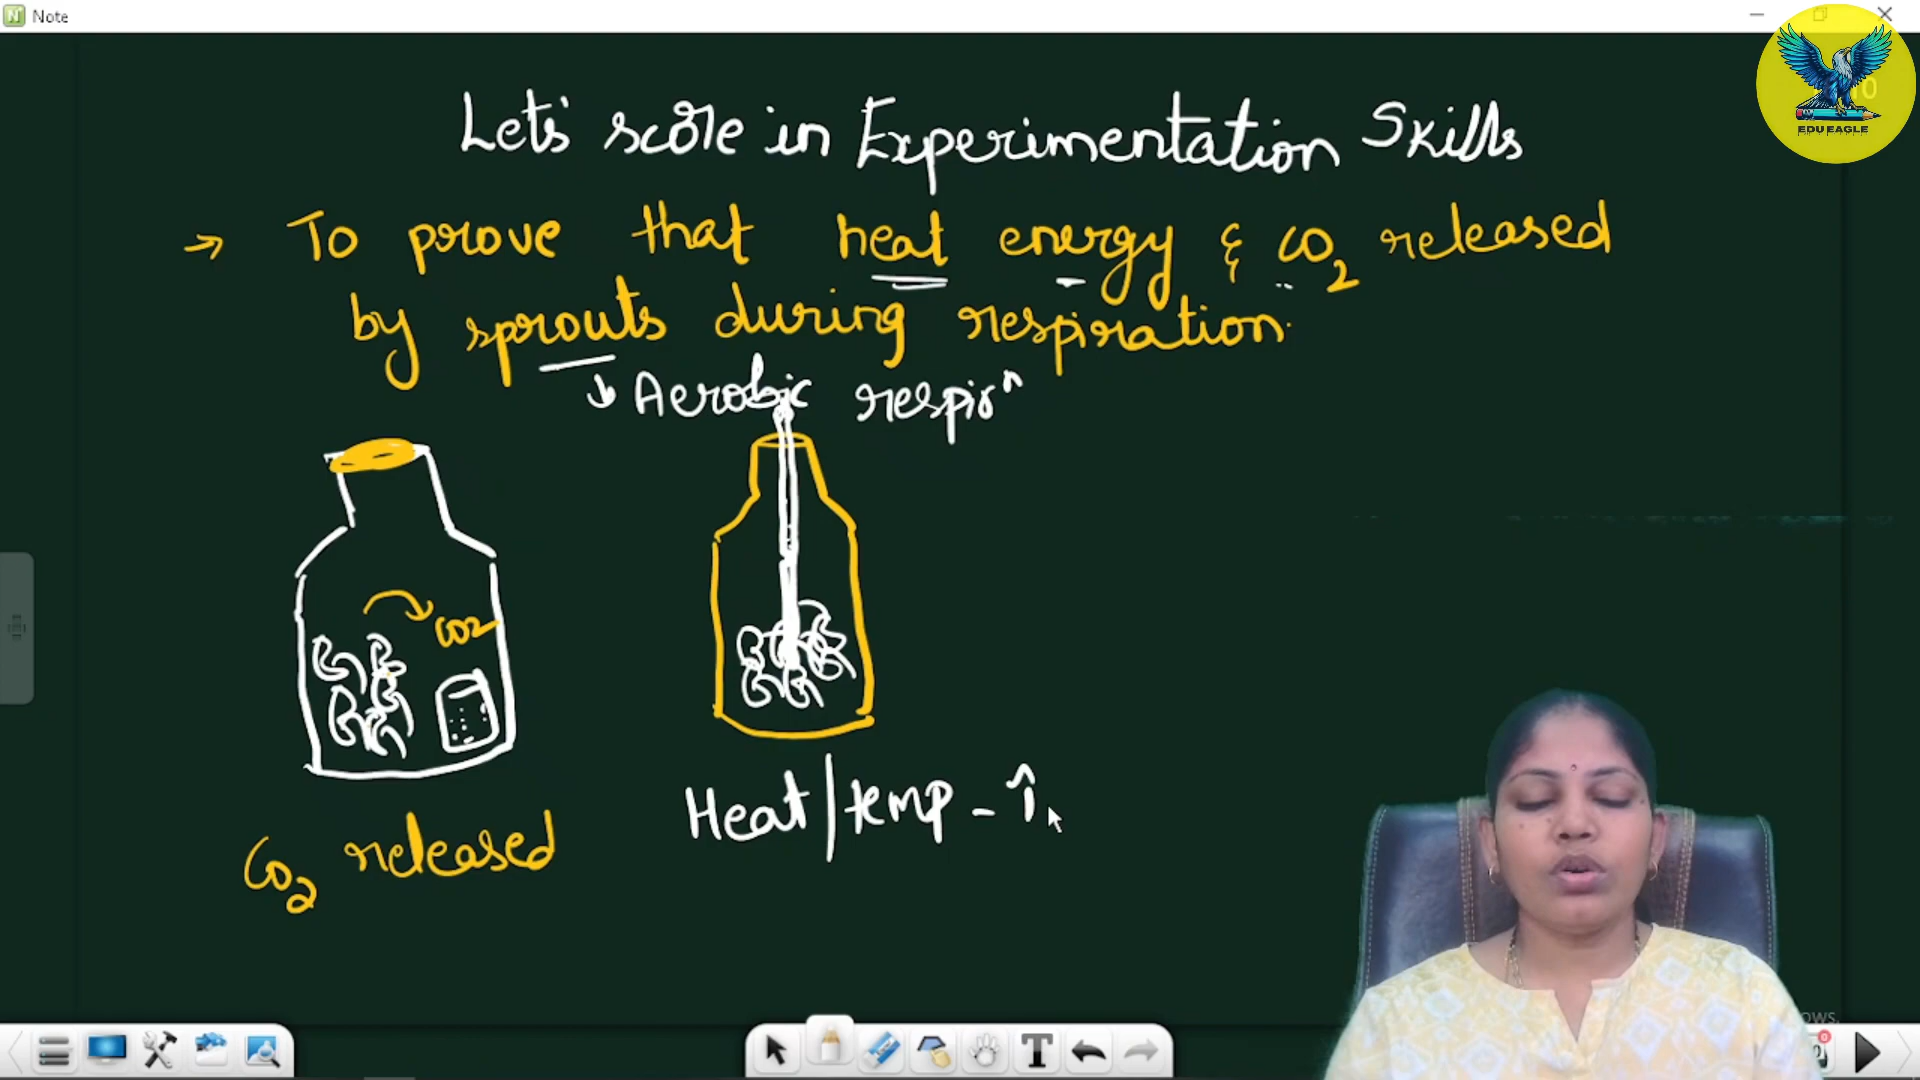 Note
EDU EAGLE
Let's score in Experimentation Skills
→ To prove that heat energy & CO2 released
by sprouts during respiration.
↓ Aerobic respirⁿ
CO2
Heat/temp - ↑
CO2 released